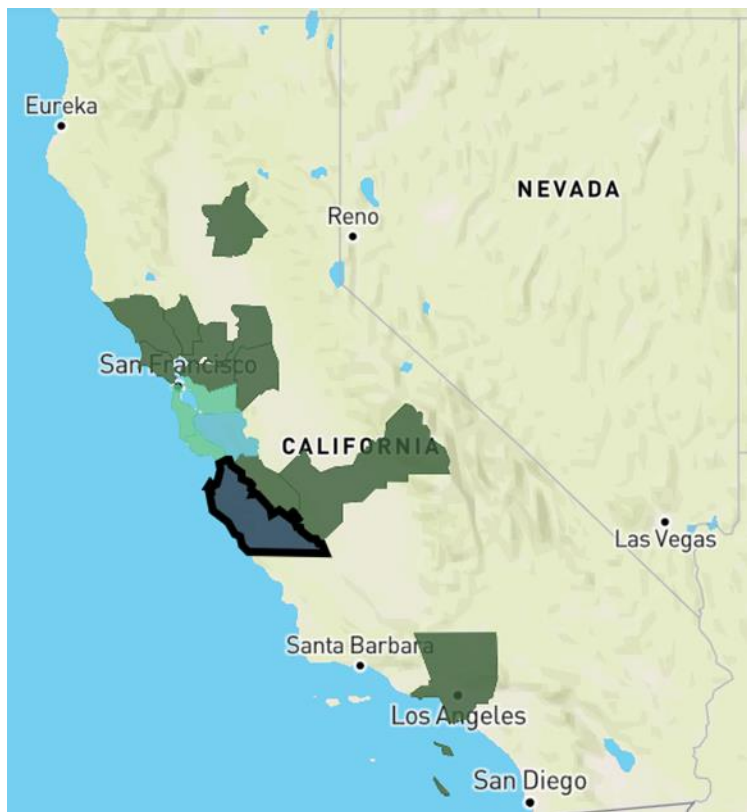 Eureka
NEVADA
Reno
San Francisco
CALIFORNIA
Las Vegas
Santa Barbara
Los Angeles
San Diego